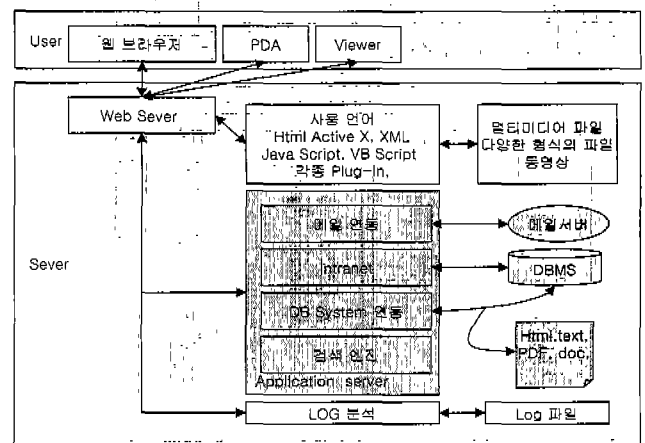 User
웹 브라우저
PDA
Viewer
Web Sever
사용 언어
Html Active X, XML
Java Script, VB Script
각종 Plug-In,
멀티미디어 파일
다양한 형식의 파일
동영상
Sever
메일 연동
메일서버
Intranet
DBMS
DB System 연동
Html,text,
PDF, doc,
검색 엔진
Application server
LOG 분석
Log 파일